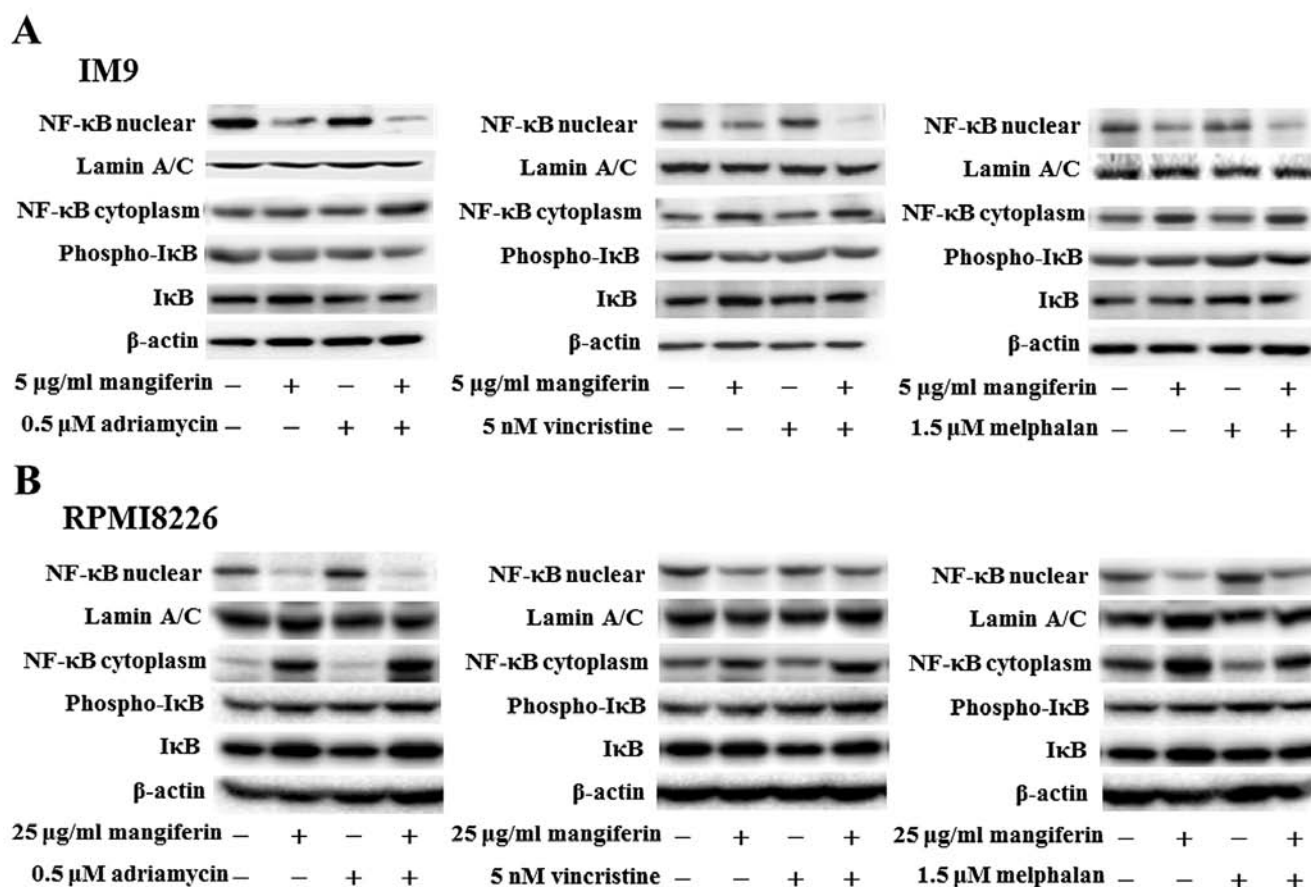 A
IM9
NF-κB nuclear
Lamin A/C
NF-κB cytoplasm
Phospho-IκB
IκB
β-actin
5 μg/ml mangiferin – + – +
0.5 μM adriamycin – – + +
NF-κB nuclear
Lamin A/C
NF-κB cytoplasm
Phospho-IκB
IκB
β-actin
5 μg/ml mangiferin – + – +
5 nM vincristine – – + +
NF-κB nuclear
Lamin A/C
NF-κB cytoplasm
Phospho-IκB
IκB
β-actin
5 μg/ml mangiferin – + – +
1.5 μM melphalan – – + +
B
RPMI8226
NF-κB nuclear
Lamin A/C
NF-κB cytoplasm
Phospho-IκB
IκB
β-actin
25 μg/ml mangiferin – + – +
0.5 μM adriamycin – – + +
NF-κB nuclear
Lamin A/C
NF-κB cytoplasm
Phospho-IκB
IκB
β-actin
25 μg/ml mangiferin – + – +
5 nM vincristine – – + +
NF-κB nuclear
Lamin A/C
NF-κB cytoplasm
Phospho-IκB
IκB
β-actin
25 μg/ml mangiferin – + – +
1.5 μM melphalan – – + +